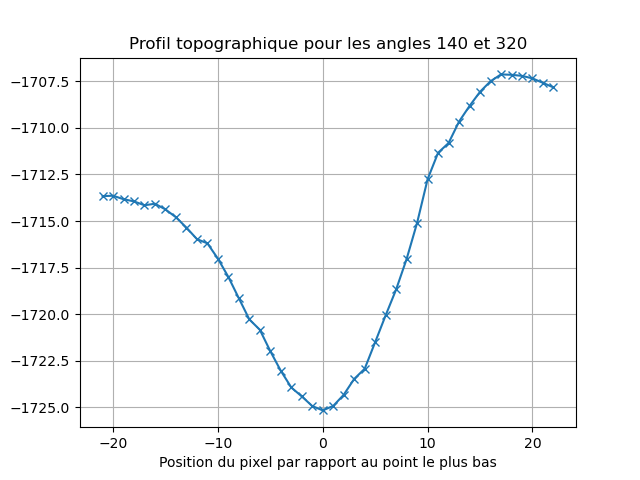 Profil topographique pour les angles 140 et 320
−1707.5
−1710.0
−1712.5
−1715.0
−1717.5
−1720.0
−1722.5
−1725.0
−20 −10 0 10 20
Position du pixel par rapport au point le plus bas